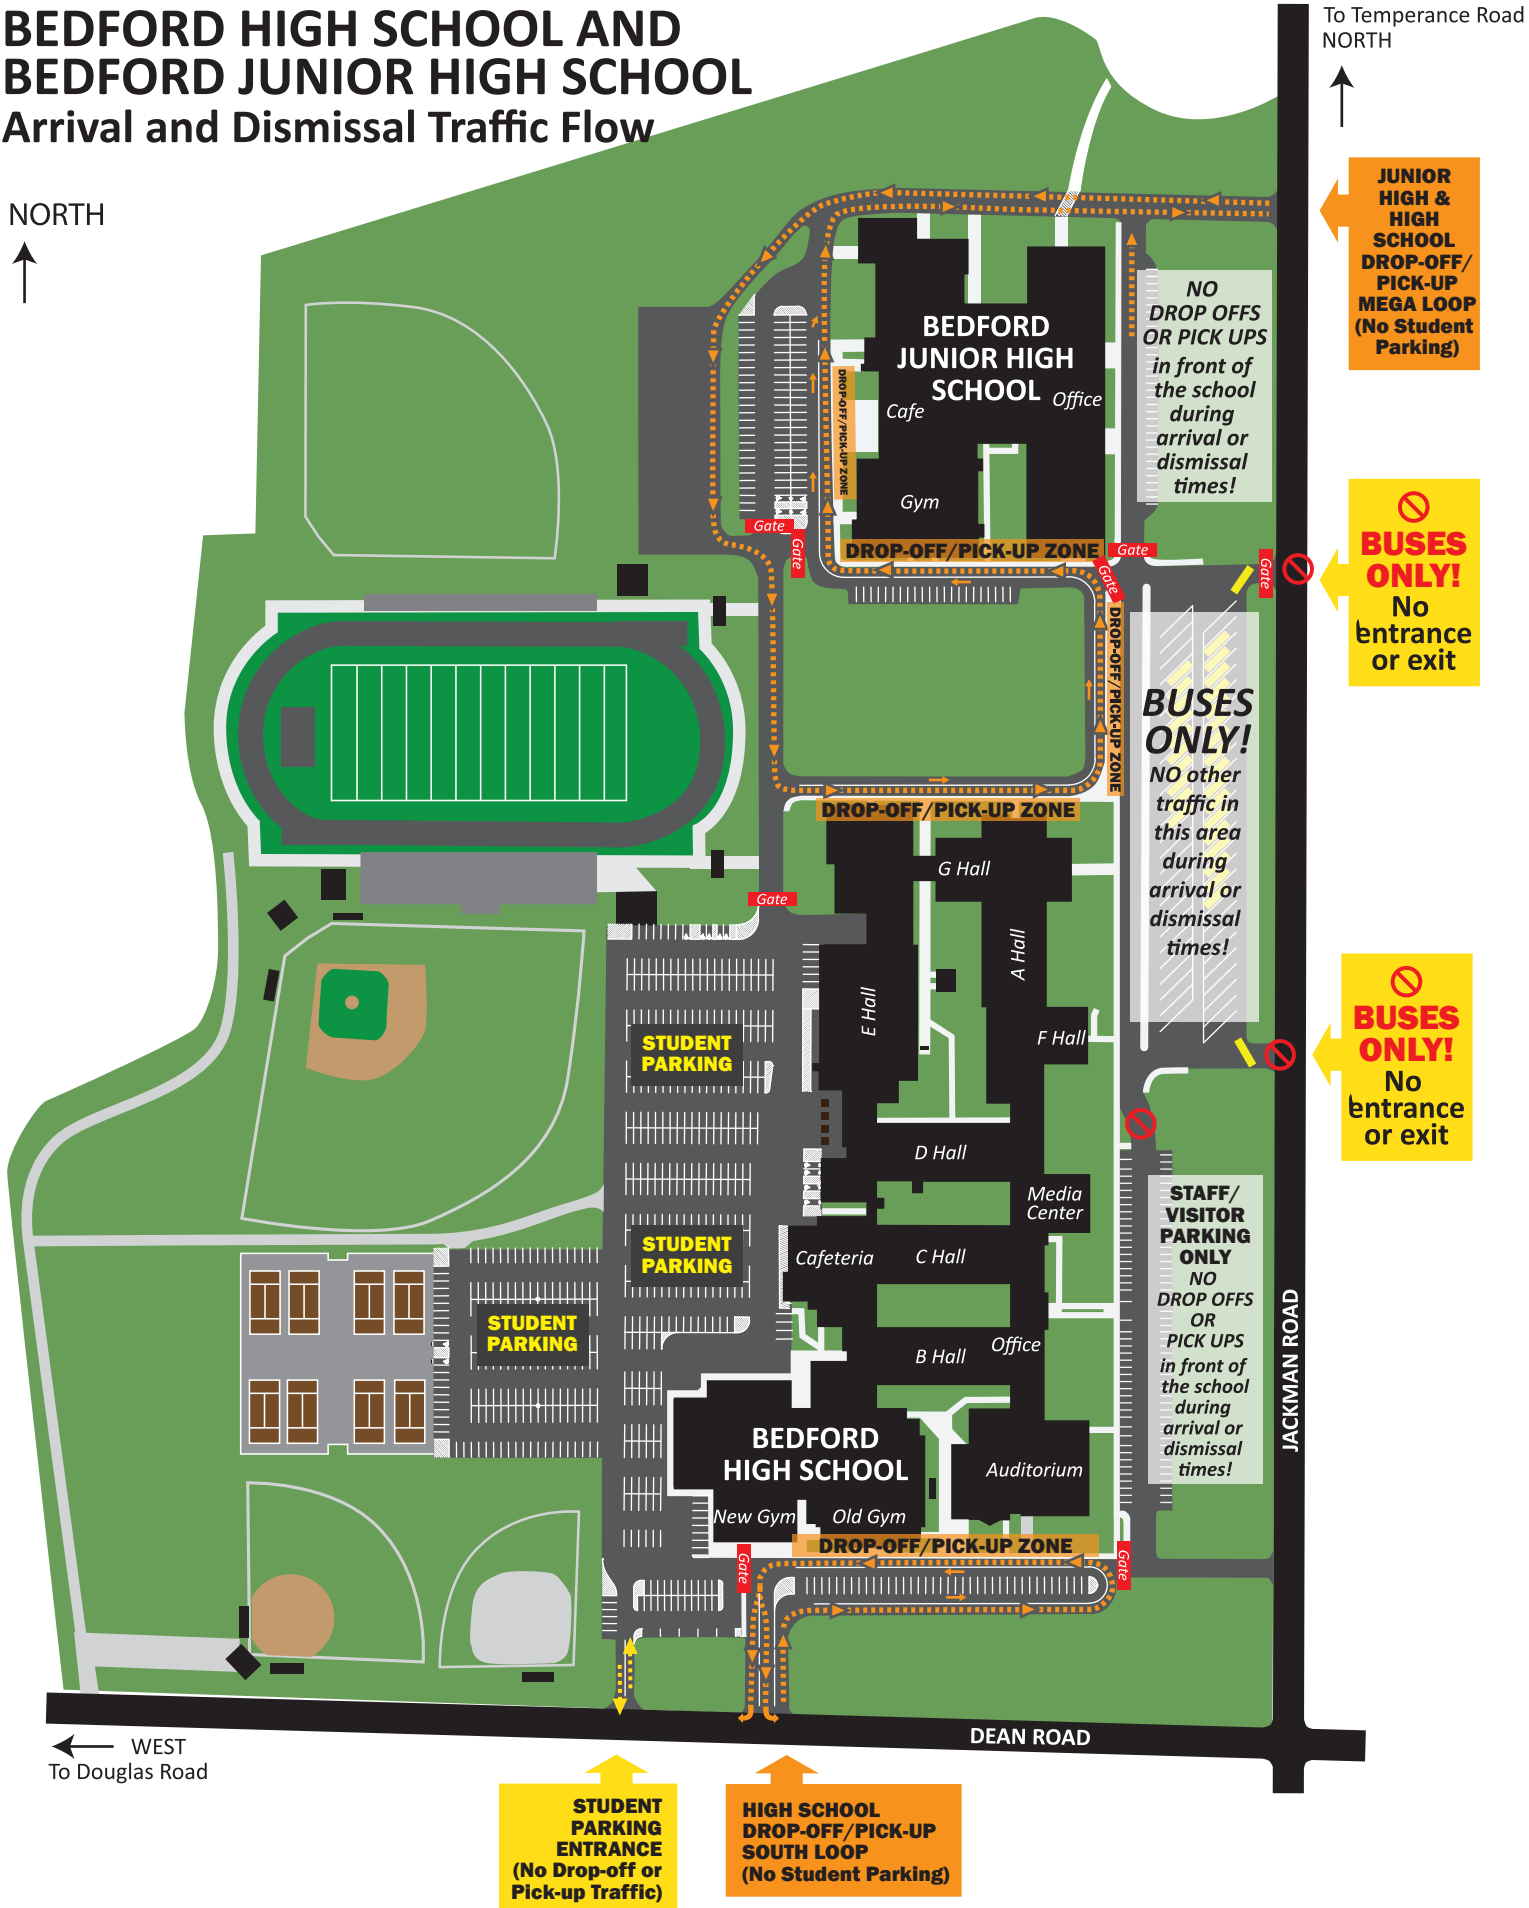 BEDFORD HIGH SCHOOL AND
BEDFORD JUNIOR HIGH SCHOOL
Arrival and Dismissal Traffic Flow
To Temperance Road
NORTH
NORTH
JUNIOR
HIGH &
HIGH
SCHOOL
DROP-OFF/
PICK-UP
MEGA LOOP
(No Student
Parking)
NO
DROP OFFS
OR PICK UPS
in front of
the school
during
arrival or
dismissal
times!
BEDFORD
JUNIOR HIGH
SCHOOL
Cafe
Office
Gym
DROP-OFF/PICK-UP ZONE
Gate
Gate
DROP-OFF/PICK-UP ZONE
Gate
Gate
Gate
BUSES
ONLY!
No
entrance
or exit
DROP-OFF/PICK-UP ZONE
BUSES
ONLY!
NO other
traffic in
this area
during
arrival or
dismissal
times!
DROP-OFF/PICK-UP ZONE
G Hall
Gate
A Hall
E Hall
F Hall
BUSES
ONLY!
No
entrance
or exit
STUDENT
PARKING
D Hall
Media
Center
STUDENT
PARKING
Cafeteria
C Hall
STAFF/
VISITOR
PARKING
ONLY
NO
DROP OFFS
OR
PICK UPS
in front of
the school
during
arrival or
dismissal
times!
STUDENT
PARKING
B Hall
Office
JACKMAN ROAD
BEDFORD
HIGH SCHOOL
Auditorium
New Gym
Old Gym
DROP-OFF/PICK-UP ZONE
Gate
Gate
DEAN ROAD
WEST
To Douglas Road
STUDENT
PARKING
ENTRANCE
(No Drop-off or
Pick-up Traffic)
HIGH SCHOOL
DROP-OFF/PICK-UP
SOUTH LOOP
(No Student Parking)